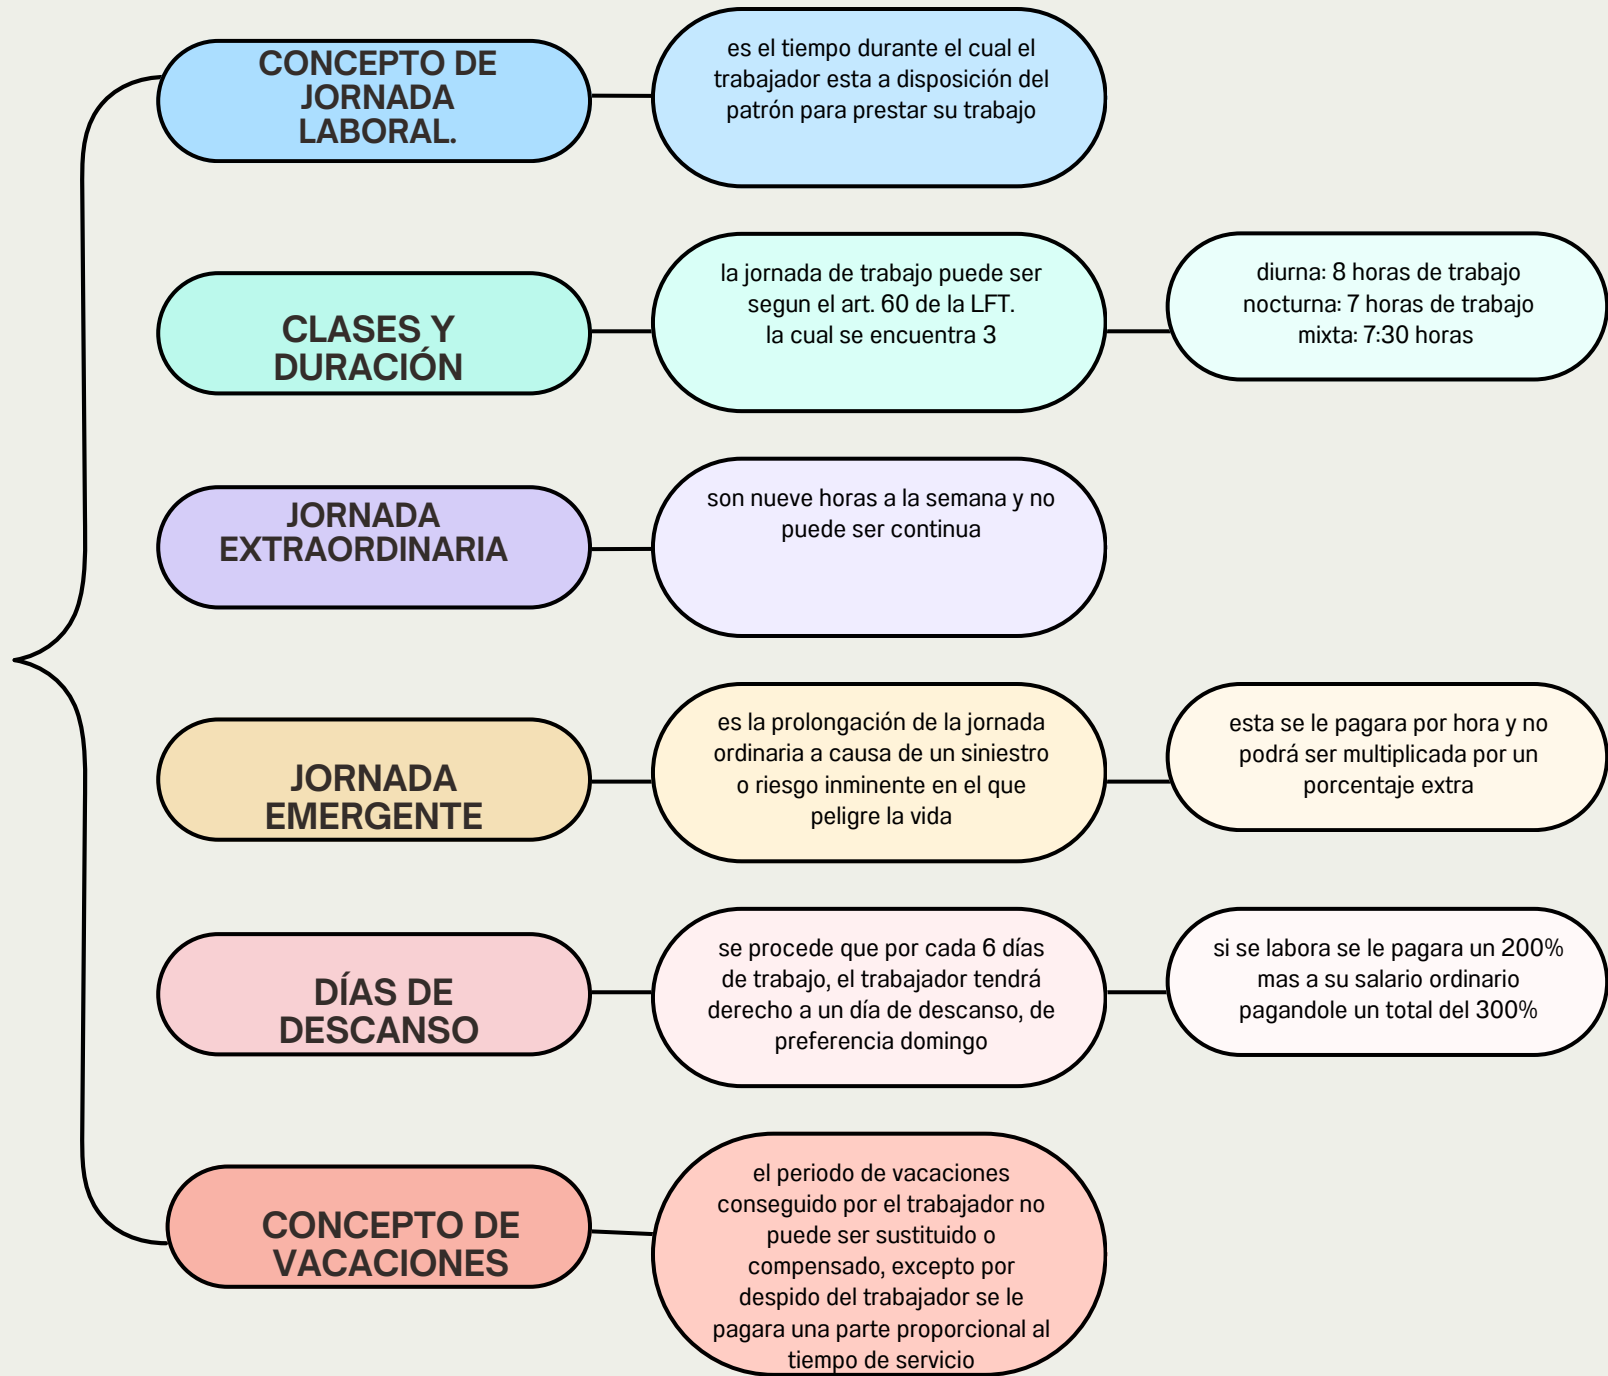 CONCEPTO DE
JORNADA
LABORAL.
es el tiempo durante el cual el
trabajador esta a disposición del
patrón para prestar su trabajo
CLASES Y
DURACIÓN
la jornada de trabajo puede ser
segun el art. 60 de la LFT.
la cual se encuentra 3
diurna: 8 horas de trabajo
nocturna: 7 horas de trabajo
mixta: 7:30 horas
JORNADA
EXTRAORDINARIA
son nueve horas a la semana y no
puede ser continua
JORNADA
EMERGENTE
es la prolongación de la jornada
ordinaria a causa de un siniestro
o riesgo inminente en el que
peligre la vida
esta se le pagara por hora y no
podrá ser multiplicada por un
porcentaje extra
DÍAS DE
DESCANSO
se procede que por cada 6 días
de trabajo, el trabajador tendrá
derecho a un día de descanso, de
preferencia domingo
si se labora se le pagara un 200%
mas a su salario ordinario
pagandole un total del 300%
CONCEPTO DE
VACACIONES
el periodo de vacaciones
conseguido por el trabajador no
puede ser sustituido o
compensado, excepto por
despido del trabajador se le
pagara una parte proporcional al
tiempo de servicio